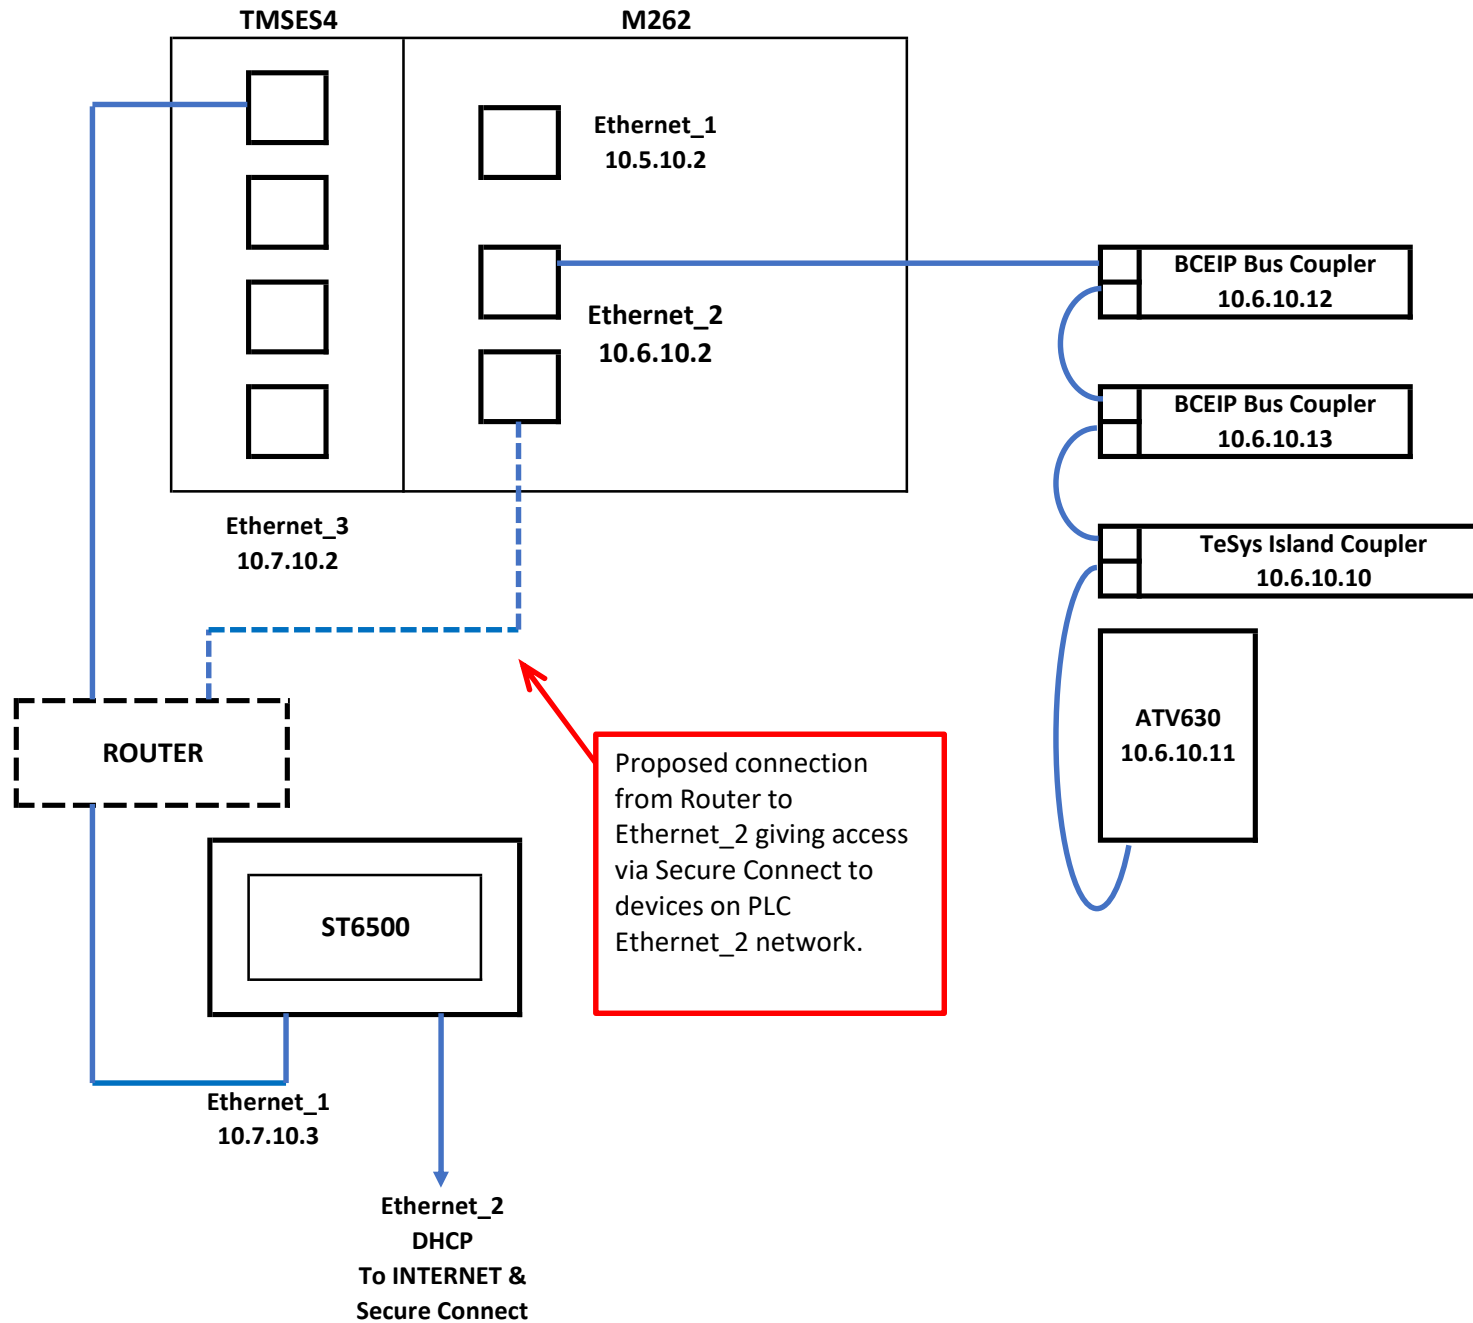 TMSES4
M262
Ethernet_1
10.5.10.2
Ethernet_2
10.6.10.2
BCEIP Bus Coupler
10.6.10.12
BCEIP Bus Coupler
10.6.10.13
TeSys Island Coupler
10.6.10.10
ATV630
10.6.10.11
Ethernet_3
10.7.10.2
ROUTER
Proposed connection
from Router to
Ethernet_2 giving access
via Secure Connect to
devices on PLC
Ethernet_2 network.
ST6500
Ethernet_1
10.7.10.3
Ethernet_2
DHCP
To INTERNET &
Secure Connect